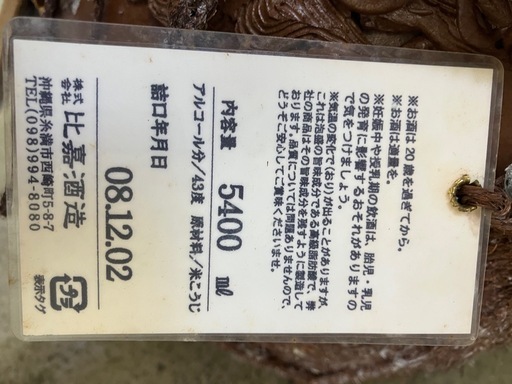 ※お酒は20歳を過ぎてから。
※お酒は適量を。
※妊娠中や授乳期の飲酒は、胎児・乳児
の発育に影響するおそれがありますの
で気をつけましょう。
※気温の変化で(おり)が出ることがありますが、
これは泡盛の旨味成分である高級脂肪酸で、弊
社の商品はその旨味成分を残すように製造して
おります。品質については問題ありませんので、
どうぞご安心してご賞味くださいませ。
内容量 5400 ml
アルコール分/43度 原材料/米こうじ
詰口年月日
08.12.02
株式会社 比嘉酒造
沖縄県糸満市西崎町5-8-7
TEL(098)994-8080
プラ
表示タグ